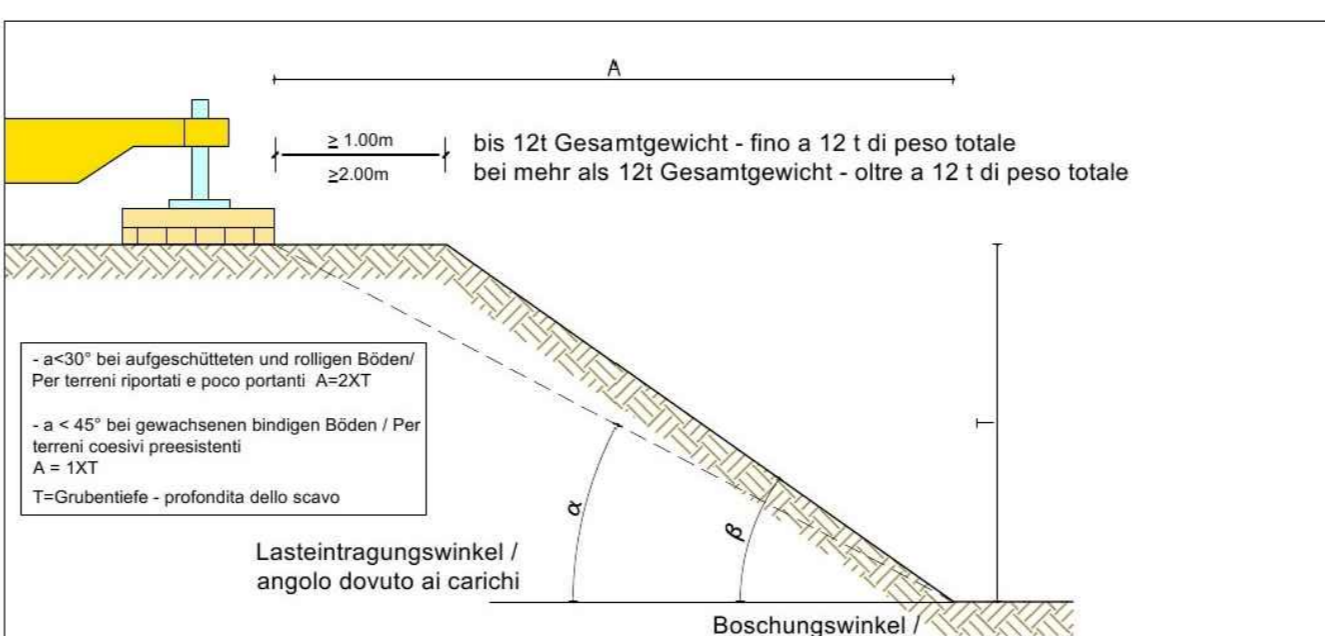 A
≥ 1.00m
≥2.00m
bis 12t Gesamtgewicht - fino a 12 t di peso totale
bei mehr als 12t Gesamtgewicht - oltre a 12 t di peso totale
- a<30° bei aufgeschütteten und rolligen Böden/
Per terreni riportati e poco portanti A=2XT
- a < 45° bei gewachsenen bindigen Böden / Per
terreni coesivi preesistenti
A = 1XT
T=Grubentiefe - profondita dello scavo
T
α
β
Lasteintragungswinkel /
angolo dovuto ai carichi
Boschungswinkel /